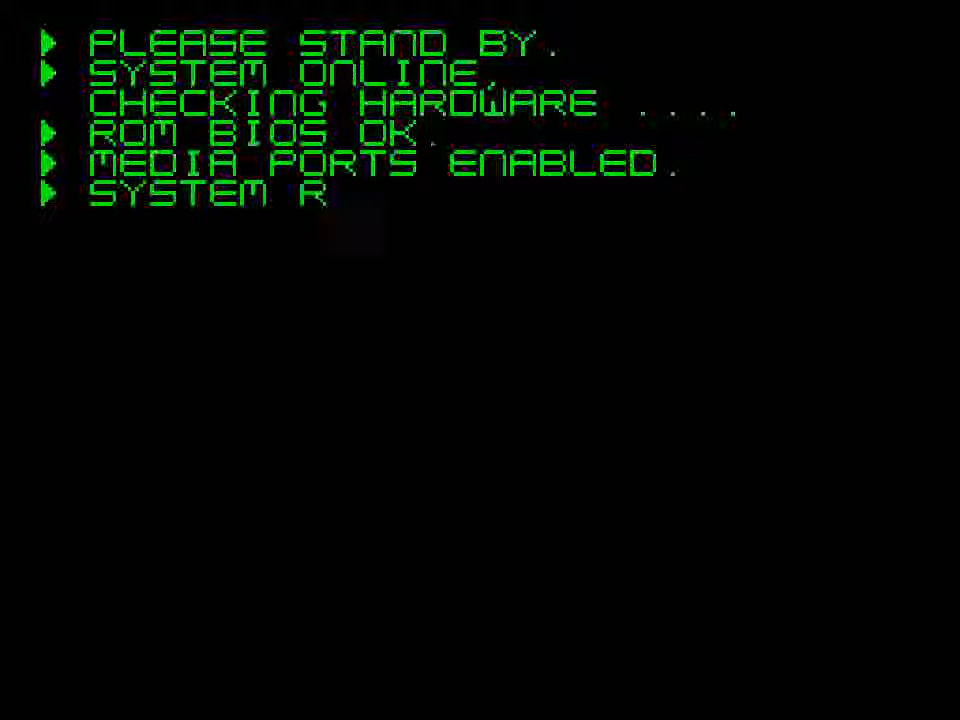 ▶ PLEASE STAND BY.
▶ SYSTEM ONLINE,
CHECKING HARDWARE ....
▶ ROM BIOS OK.
▶ MEDIA PORTS ENABLED.
▶ SYSTEM R